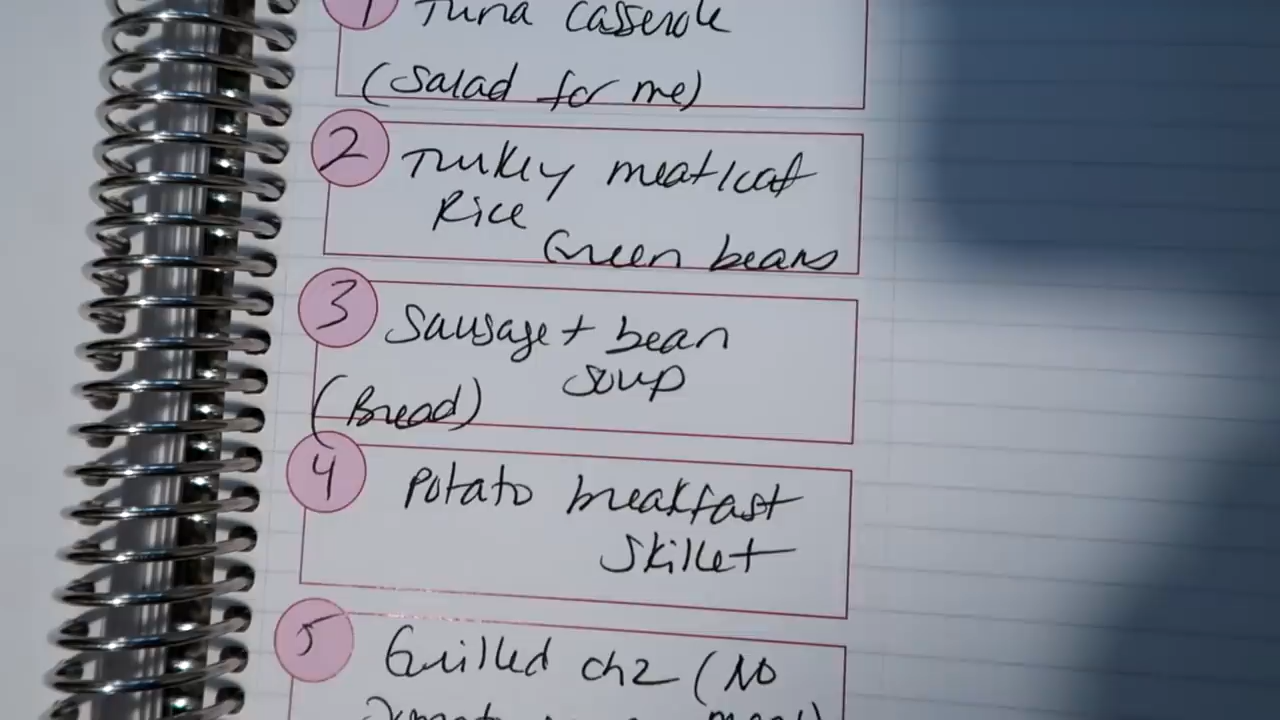 1 Tuna casserole
(Salad for me)
2 Turkey meatloaf
Rice
Green beans
3 Sausage + bean
soup
(Bread)
4 Potato breakfast
skillet
5 Grilled chz (No
meat)